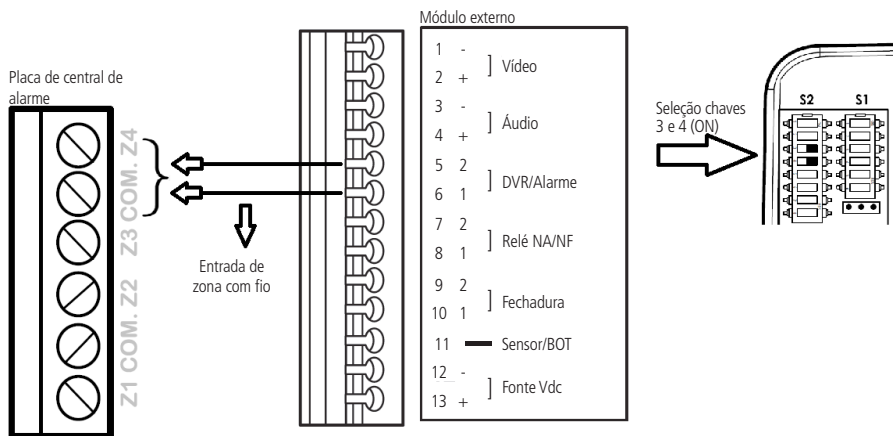 Placa de central de
alarme
Z4
COM.
Z3
Z2
COM.
Z1
Entrada de
zona com fio
Módulo externo
1 -
2 + ] Vídeo
3 -
4 + ] Áudio
5 2
6 1 ] DVR/Alarme
7 2
8 1 ] Relé NA/NF
9 2
10 1 ] Fechadura
11 Sensor/BOT
12 -
13 + ] Fonte Vdc
Seleção chaves
3 e 4 (ON)
S2 S1